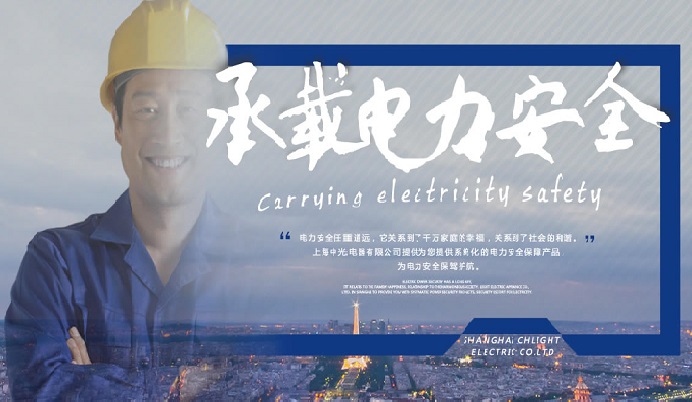 承载电力安全
Carrying electricity safety
“ 电力安全任重道远，它关系到了千万家庭的幸福，关系到了社会的和谐。 ”
上海中光电器有限公司提供为您提供系统化的电力安全保障产品，
为电力安全保驾护航。
SHANGHAI CHLIGHT
ELECTRIC CO.LTD